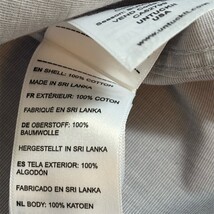 UNTUCKIT
USA
EN SHELL: 100% COTTON
MADE IN SRI LANKA
FR EXTÉRIEUR: 100% COTON
FABRIQUÉ EN SRI LANKA
DE OBERSTOFF: 100%
BAUMWOLLE
HERGESTELLT IN SRI LANKA
ES TELA EXTERIOR: 100%
ALGODÓN
FABRICADO EN SRI LANKA
NL BODY: 100% KATOEN